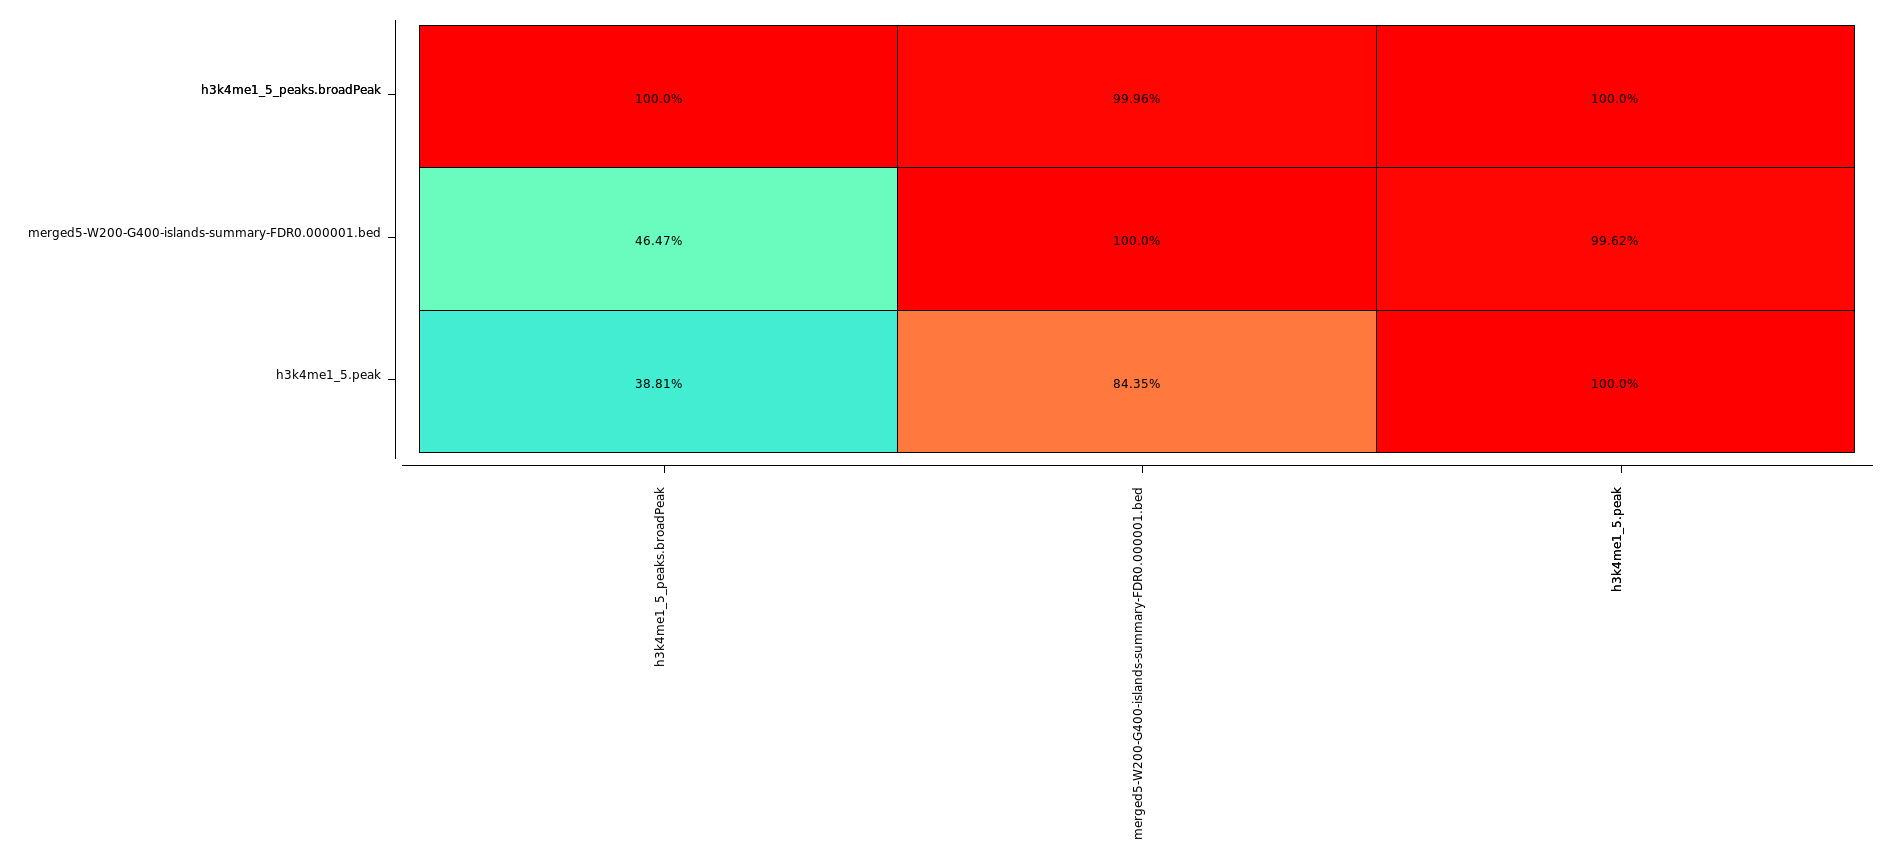 h3k4me1_5_peaks.broadPeak
100.0%
99.96%
100.0%
merged5-W200-G400-islands-summary-FDR0.000001.bed
46.47%
100.0%
99.62%
h3k4me1_5.peak
38.81%
84.35%
100.0%
h3k4me1_5_peaks.broadPeak
merged5-W200-G400-islands-summary-FDR0.000001.bed
h3k4me1_5.peak